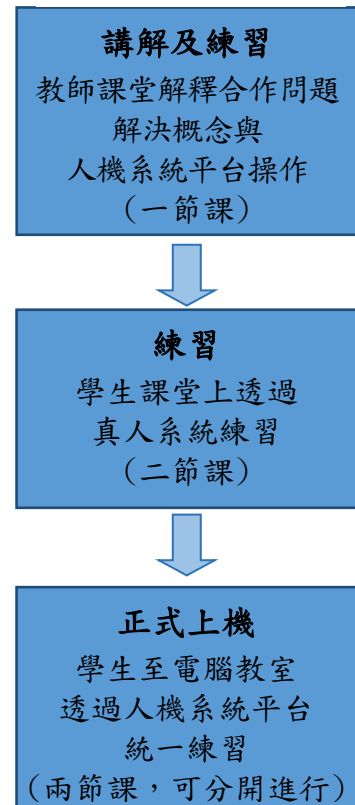 講解及練習
教師課堂解釋合作問題
解決概念與
人機系統平台操作
（一節課）
練習
學生課堂上透過
真人系統練習
（二節課）
正式上機
學生至電腦教室
透過人機系統平台
統一練習
（兩節課，可分開進行）